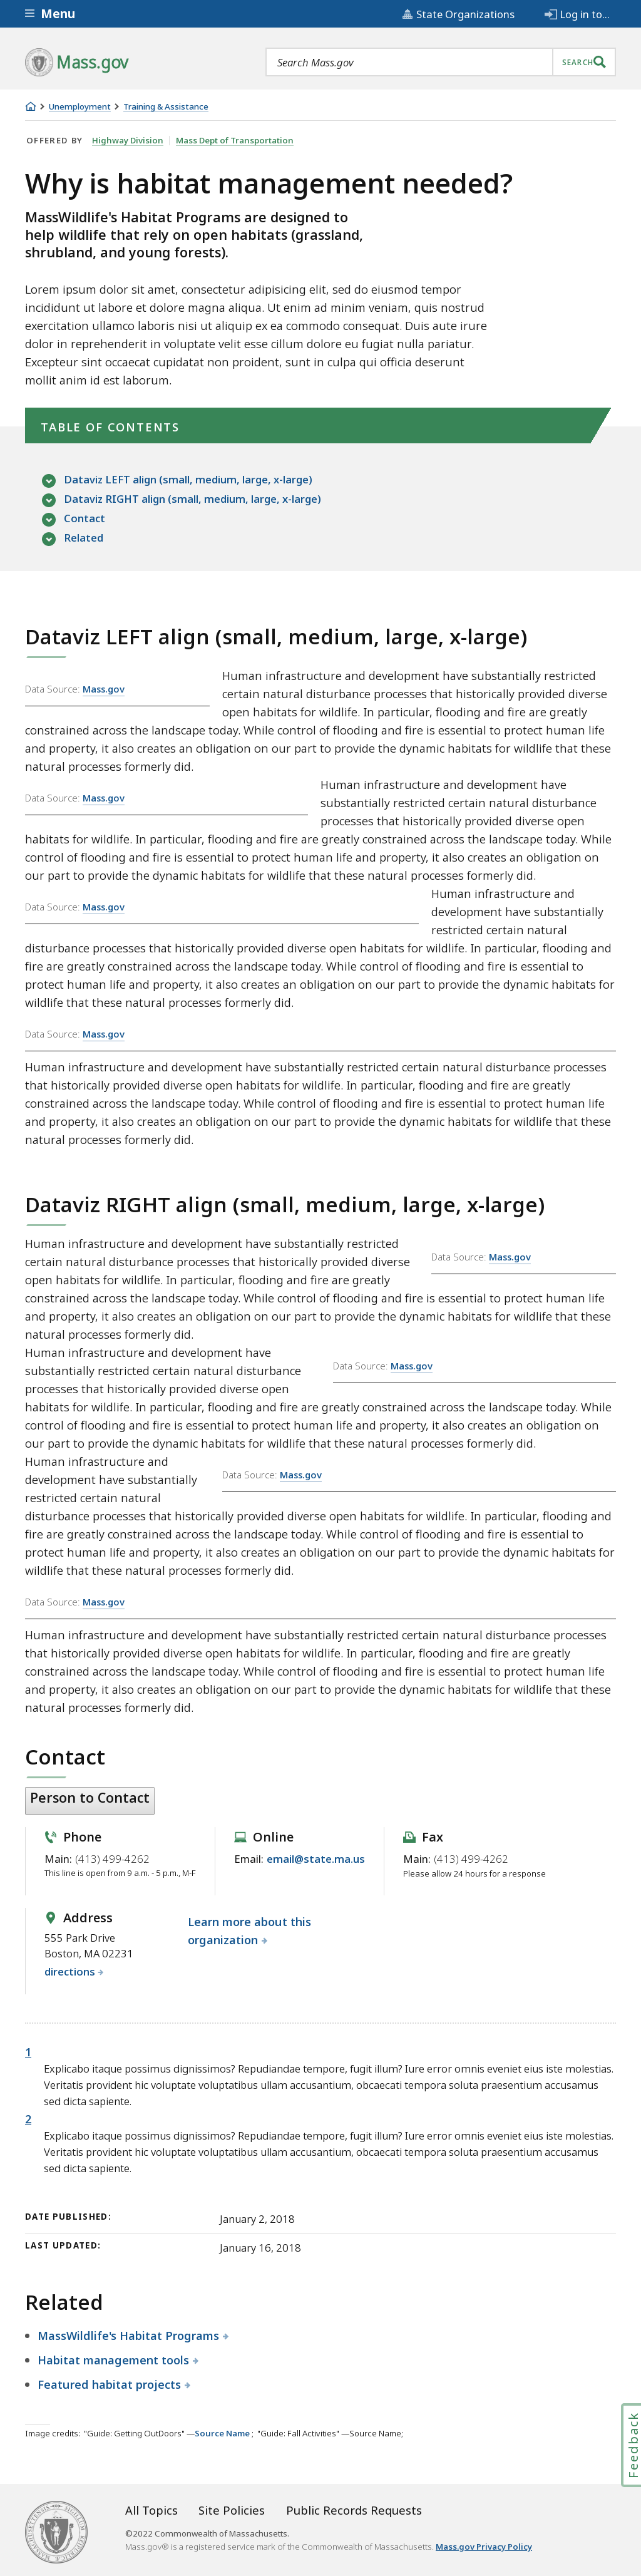 Menu
State Organizations
Log in to...
Mass.gov
Search Mass.gov
SEARCH
Unemployment
Training & Assistance
OFFERED BY Highway Division Mass Dept of Transportation
Why is habitat management needed?
MassWildlife's Habitat Programs are designed to
help wildlife that rely on open habitats (grassland,
shrubland, and young forests).
Lorem ipsum dolor sit amet, consectetur adipisicing elit, sed do eiusmod tempor
incididunt ut labore et dolore magna aliqua. Ut enim ad minim veniam, quis nostrud
exercitation ullamco laboris nisi ut aliquip ex ea commodo consequat. Duis aute irure
dolor in reprehenderit in voluptate velit esse cillum dolore eu fugiat nulla pariatur.
Excepteur sint occaecat cupidatat non proident, sunt in culpa qui officia deserunt
mollit anim id est laborum.
TABLE OF CONTENTS
Dataviz LEFT align (small, medium, large, x-large)
Dataviz RIGHT align (small, medium, large, x-large)
Contact
Related
Dataviz LEFT align (small, medium, large, x-large)
Data Source: Mass.gov
Human infrastructure and development have substantially restricted
certain natural disturbance processes that historically provided diverse
open habitats for wildlife. In particular, flooding and fire are greatly
constrained across the landscape today. While control of flooding and fire is essential to protect human life
and property, it also creates an obligation on our part to provide the dynamic habitats for wildlife that these
natural processes formerly did.
Data Source: Mass.gov
Human infrastructure and development have
substantially restricted certain natural disturbance
processes that historically provided diverse open
habitats for wildlife. In particular, flooding and fire are greatly constrained across the landscape today. While
control of flooding and fire is essential to protect human life and property, it also creates an obligation on
our part to provide the dynamic habitats for wildlife that these natural processes formerly did.
Data Source: Mass.gov
Human infrastructure and
development have substantially
restricted certain natural
disturbance processes that historically provided diverse open habitats for wildlife. In particular, flooding and
fire are greatly constrained across the landscape today. While control of flooding and fire is essential to
protect human life and property, it also creates an obligation on our part to provide the dynamic habitats for
wildlife that these natural processes formerly did.
Data Source: Mass.gov
Human infrastructure and development have substantially restricted certain natural disturbance processes
that historically provided diverse open habitats for wildlife. In particular, flooding and fire are greatly
constrained across the landscape today. While control of flooding and fire is essential to protect human life
and property, it also creates an obligation on our part to provide the dynamic habitats for wildlife that these
natural processes formerly did.
Dataviz RIGHT align (small, medium, large, x-large)
Human infrastructure and development have substantially restricted
certain natural disturbance processes that historically provided diverse
open habitats for wildlife. In particular, flooding and fire are greatly
Data Source: Mass.gov
constrained across the landscape today. While control of flooding and fire is essential to protect human life
and property, it also creates an obligation on our part to provide the dynamic habitats for wildlife that these
natural processes formerly did.
Human infrastructure and development have
substantially restricted certain natural disturbance
processes that historically provided diverse open
Data Source: Mass.gov
habitats for wildlife. In particular, flooding and fire are greatly constrained across the landscape today. While
control of flooding and fire is essential to protect human life and property, it also creates an obligation on
our part to provide the dynamic habitats for wildlife that these natural processes formerly did.
Human infrastructure and
development have substantially
restricted certain natural
Data Source: Mass.gov
disturbance processes that historically provided diverse open habitats for wildlife. In particular, flooding and
fire are greatly constrained across the landscape today. While control of flooding and fire is essential to
protect human life and property, it also creates an obligation on our part to provide the dynamic habitats for
wildlife that these natural processes formerly did.
Data Source: Mass.gov
Human infrastructure and development have substantially restricted certain natural disturbance processes
that historically provided diverse open habitats for wildlife. In particular, flooding and fire are greatly
constrained across the landscape today. While control of flooding and fire is essential to protect human life
and property, it also creates an obligation on our part to provide the dynamic habitats for wildlife that these
natural processes formerly did.
Contact
Person to Contact
Phone
Main: (413) 499-4262
This line is open from 9 a.m. - 5 p.m., M-F
Online
Email: email@state.ma.us
Fax
Main: (413) 499-4262
Please allow 24 hours for a response
Address
555 Park Drive
Boston, MA 02231
directions
Learn more about this
organization
1
Explicabo itaque possimus dignissimos? Repudiandae tempore, fugit illum? Iure error omnis eveniet eius iste molestias.
Veritatis provident hic voluptate voluptatibus ullam accusantium, obcaecati tempora soluta praesentium accusamus
sed dicta sapiente.
2
Explicabo itaque possimus dignissimos? Repudiandae tempore, fugit illum? Iure error omnis eveniet eius iste molestias.
Veritatis provident hic voluptate voluptatibus ullam accusantium, obcaecati tempora soluta praesentium accusamus
sed dicta sapiente.
DATE PUBLISHED: January 2, 2018
LAST UPDATED: January 16, 2018
Related
MassWildlife's Habitat Programs
Habitat management tools
Featured habitat projects
Feedback
Image credits: "Guide: Getting OutDoors" —Source Name ; "Guide: Fall Activities" —Source Name;
All Topics Site Policies Public Records Requests
©2022 Commonwealth of Massachusetts.
Mass.gov® is a registered service mark of the Commonwealth of Massachusetts. Mass.gov Privacy Policy